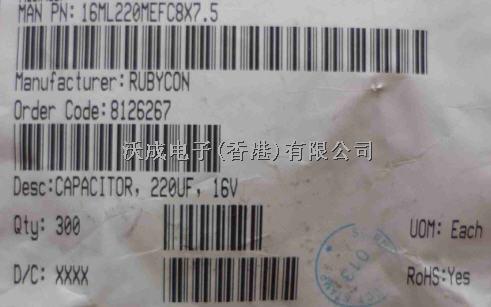 MAN PN: 16ML220MEFC8X7.5
Manufacturer: RUBYCON
Order Code: 8126267
沃成电子(香港)有限公司
Desc: CAPACITOR, 220UF, 16V
Qty: 300
UOM: Each
D/C: XXXX
RoHS: Yes